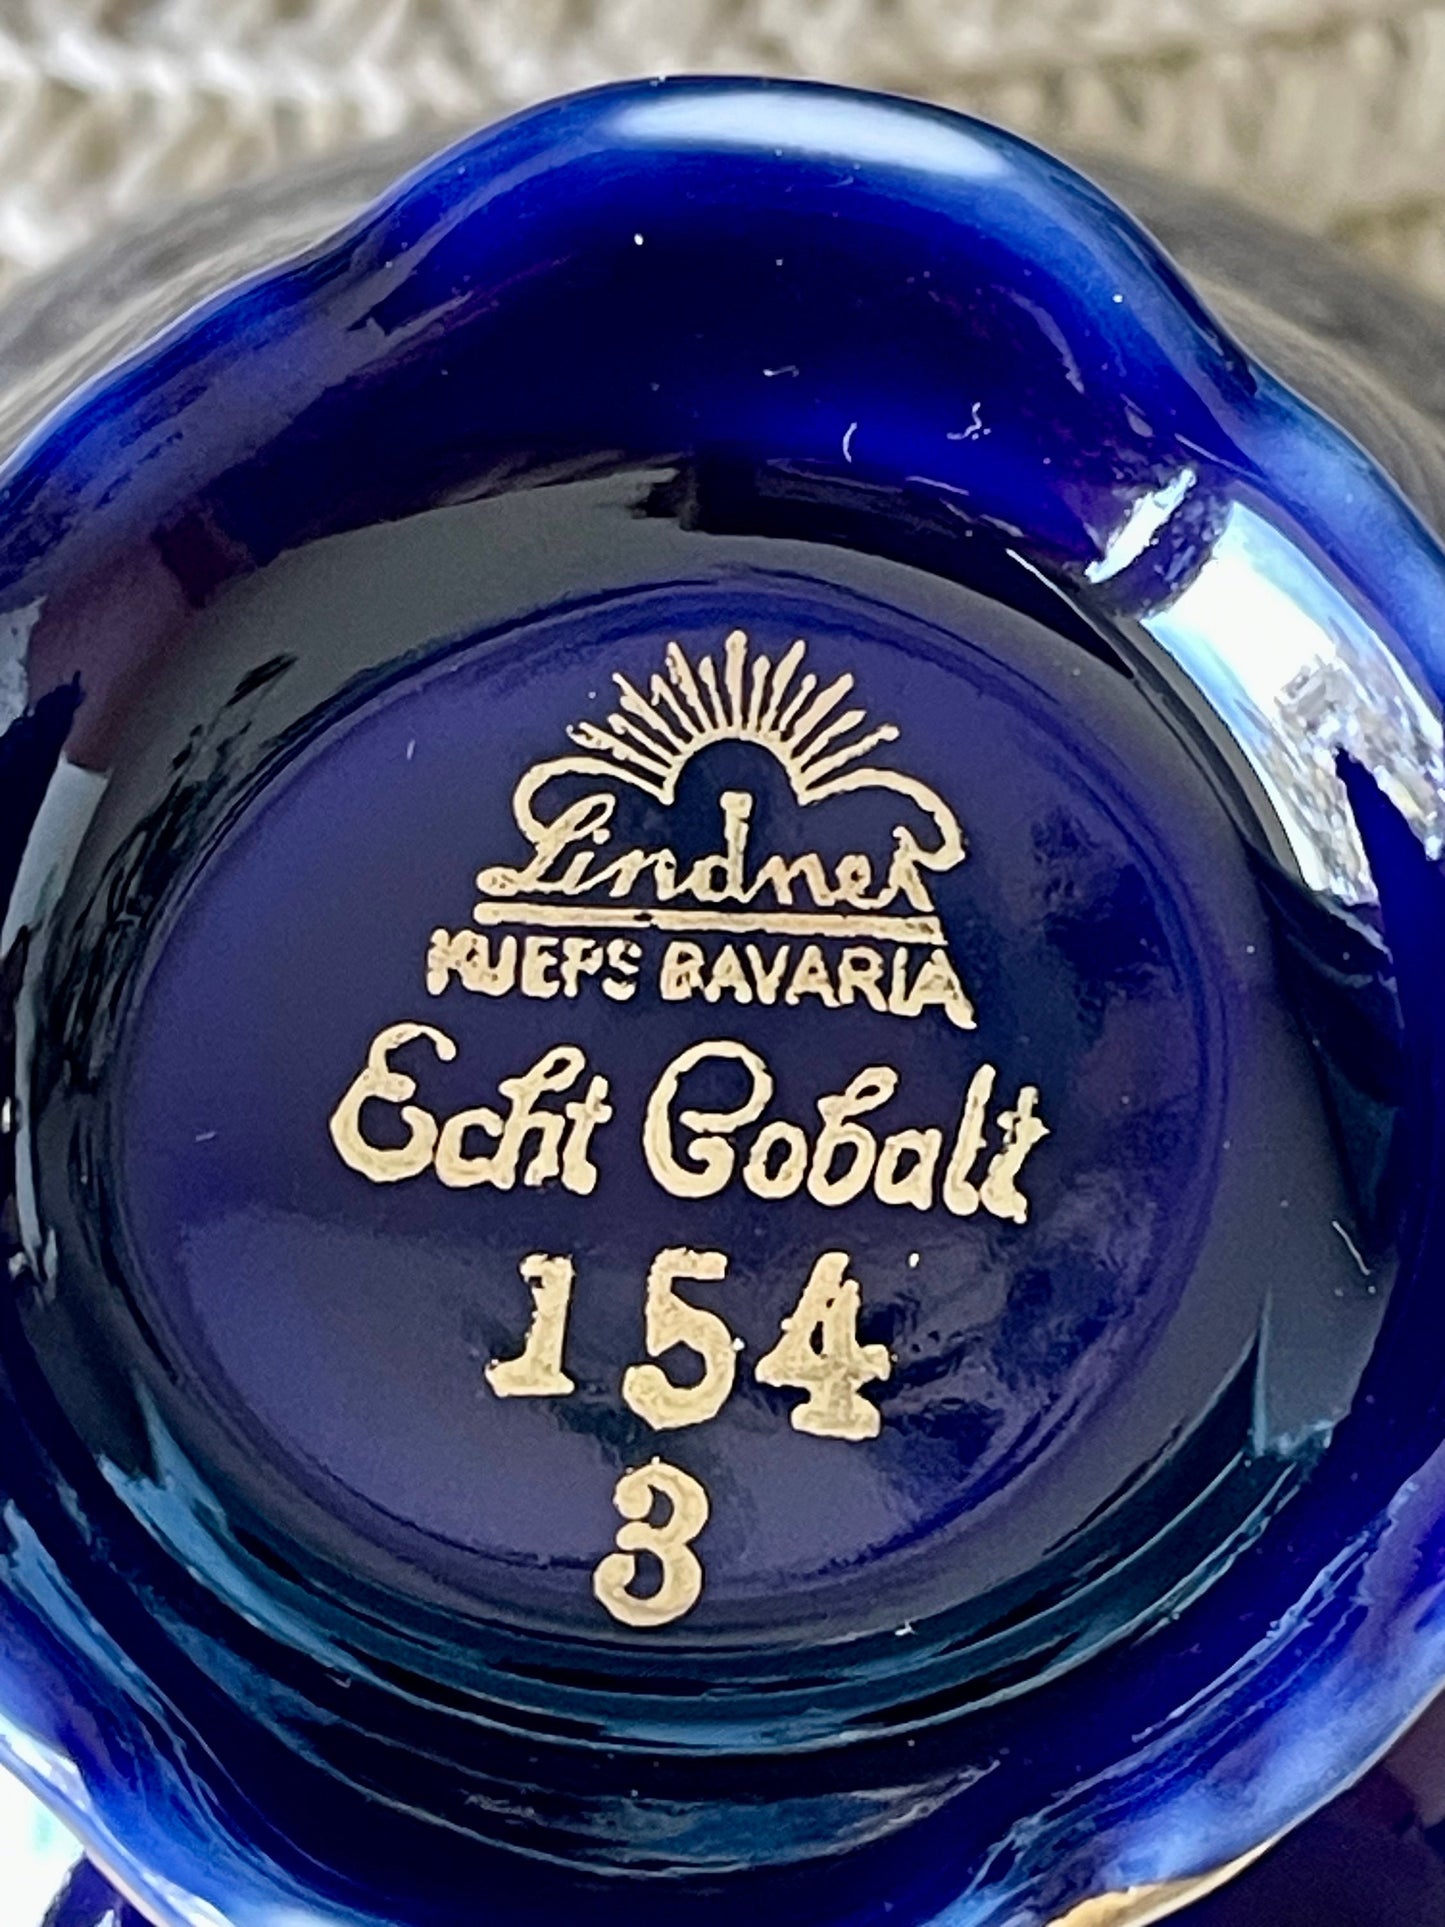 Lindner
KUEPS BAVARIA
Echt Cobalt
154
3